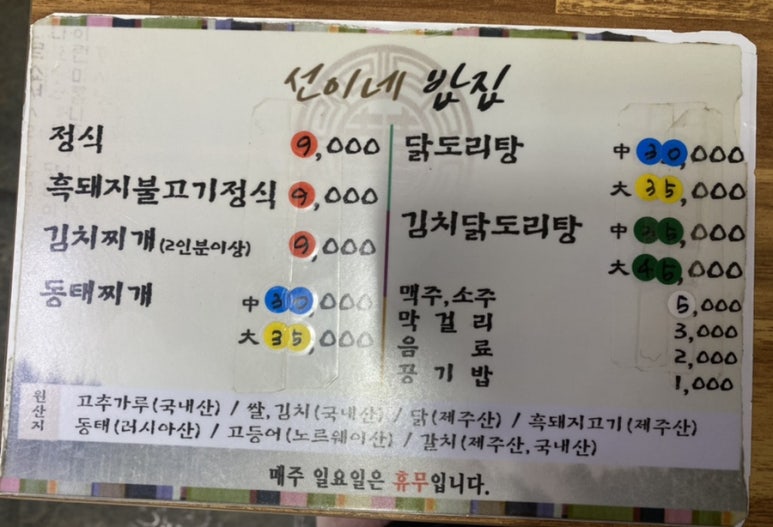 선이네 밥집
정식 9,000
흑돼지불고기정식 9,000
김치찌개 (2인분이상) 9,000
동태찌개 中 30,000
大 35,000
닭도리탕 中 30,000
大 35,000
김치닭도리탕 中
大 45,000
맥주,소주 5,000
막걸리 3,000
음료 2,000
공기밥 1,000
원산지
고추가루(국내산) / 쌀,김치(국내산) / 닭(제주산) / 흑돼지고기(제주산)
동태(러시아산) / 고등어(노르웨이산) / 갈치(제주산,국내산)
매주 일요일은 휴무입니다.